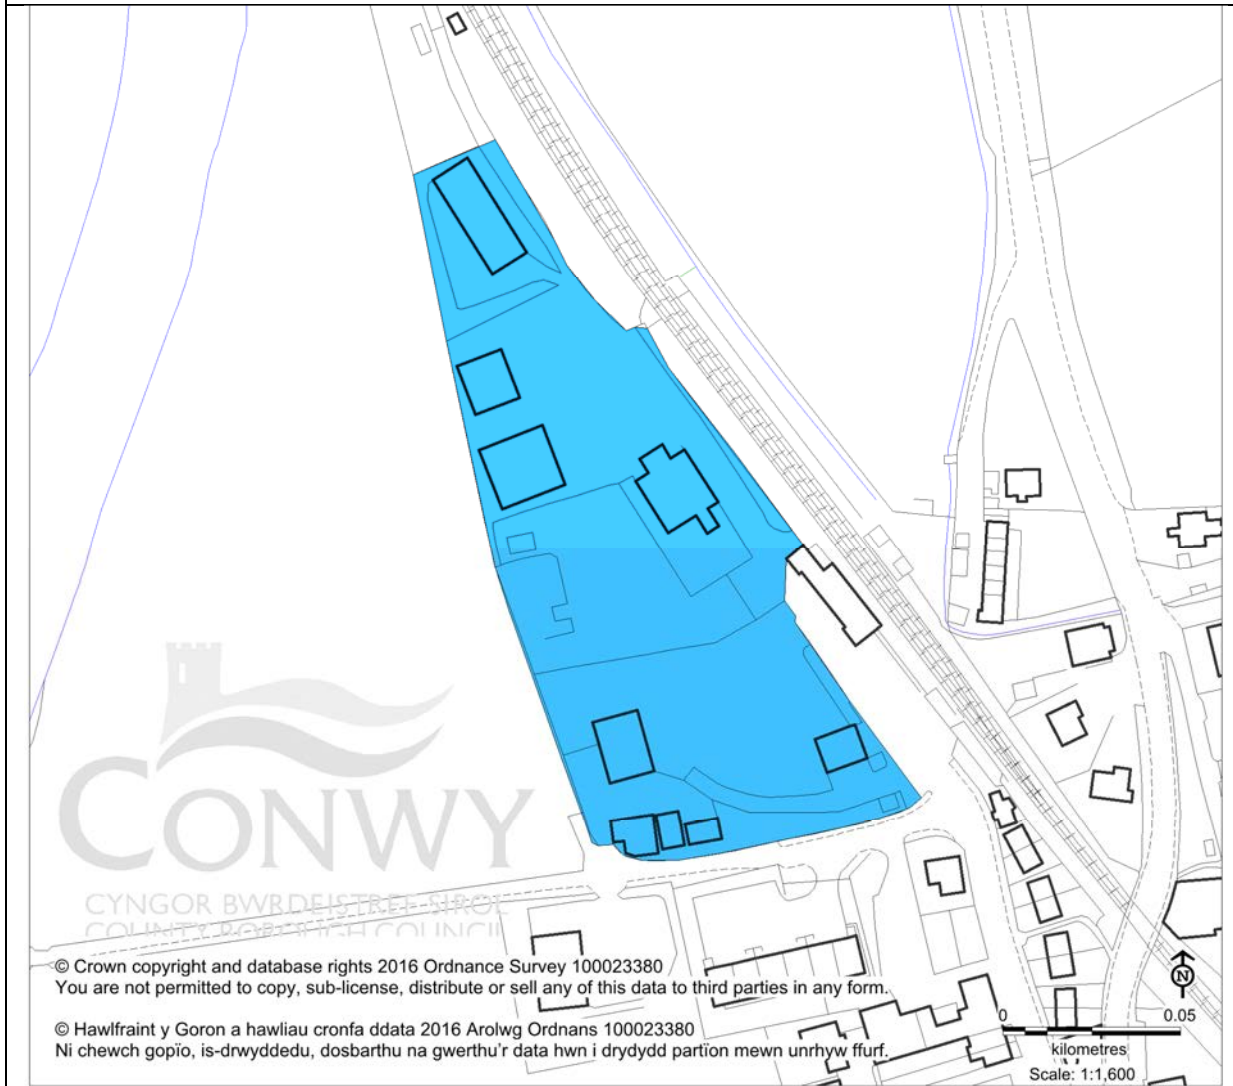 CONWY
CYNGOR BWRDEISTREF SIROL
COUNTY BOROUGH COUNCIL
© Crown copyright and database rights 2016 Ordnance Survey 100023380
You are not permitted to copy, sub-license, distribute or sell any of this data to third parties in any form.
© Hawlfraint y Goron a hawliau cronfa ddata 2016 Arolwg Ordnans 100023380
Ni chewch gopïo, is-drwyddedu, dosbarthu na gwerthu'r data hwn i drydydd partïon mewn unrhyw ffurf.
N
0 0.05
kilometres
Scale: 1:1,600